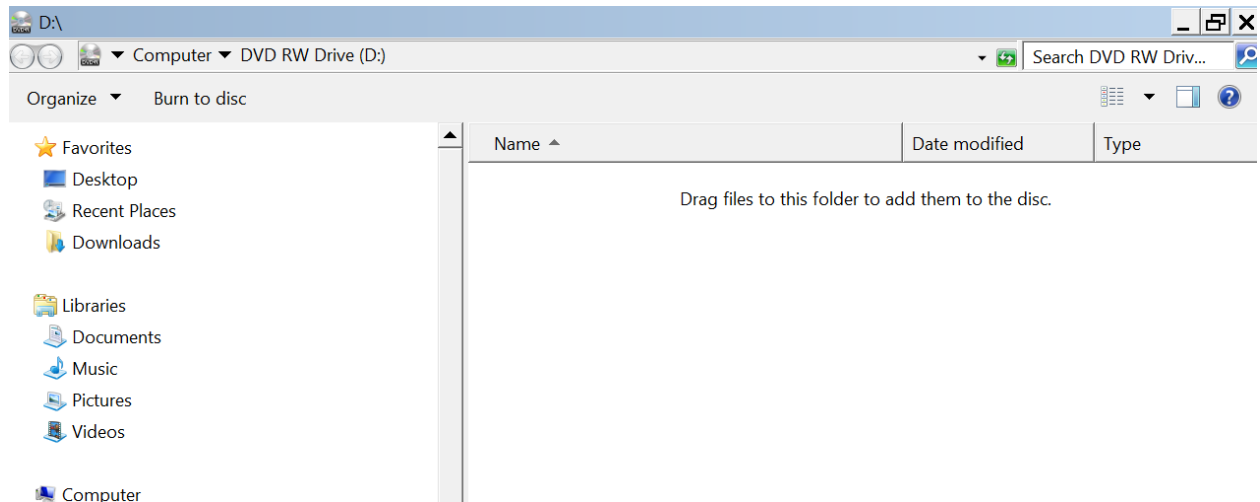 D:\
Computer DVD RW Drive (D:) Search DVD RW Driv...
Organize Burn to disc
Favorites
Desktop
Recent Places
Downloads
Libraries
Documents
Music
Pictures
Videos
Computer
Name Date modified Type
Drag files to this folder to add them to the disc.